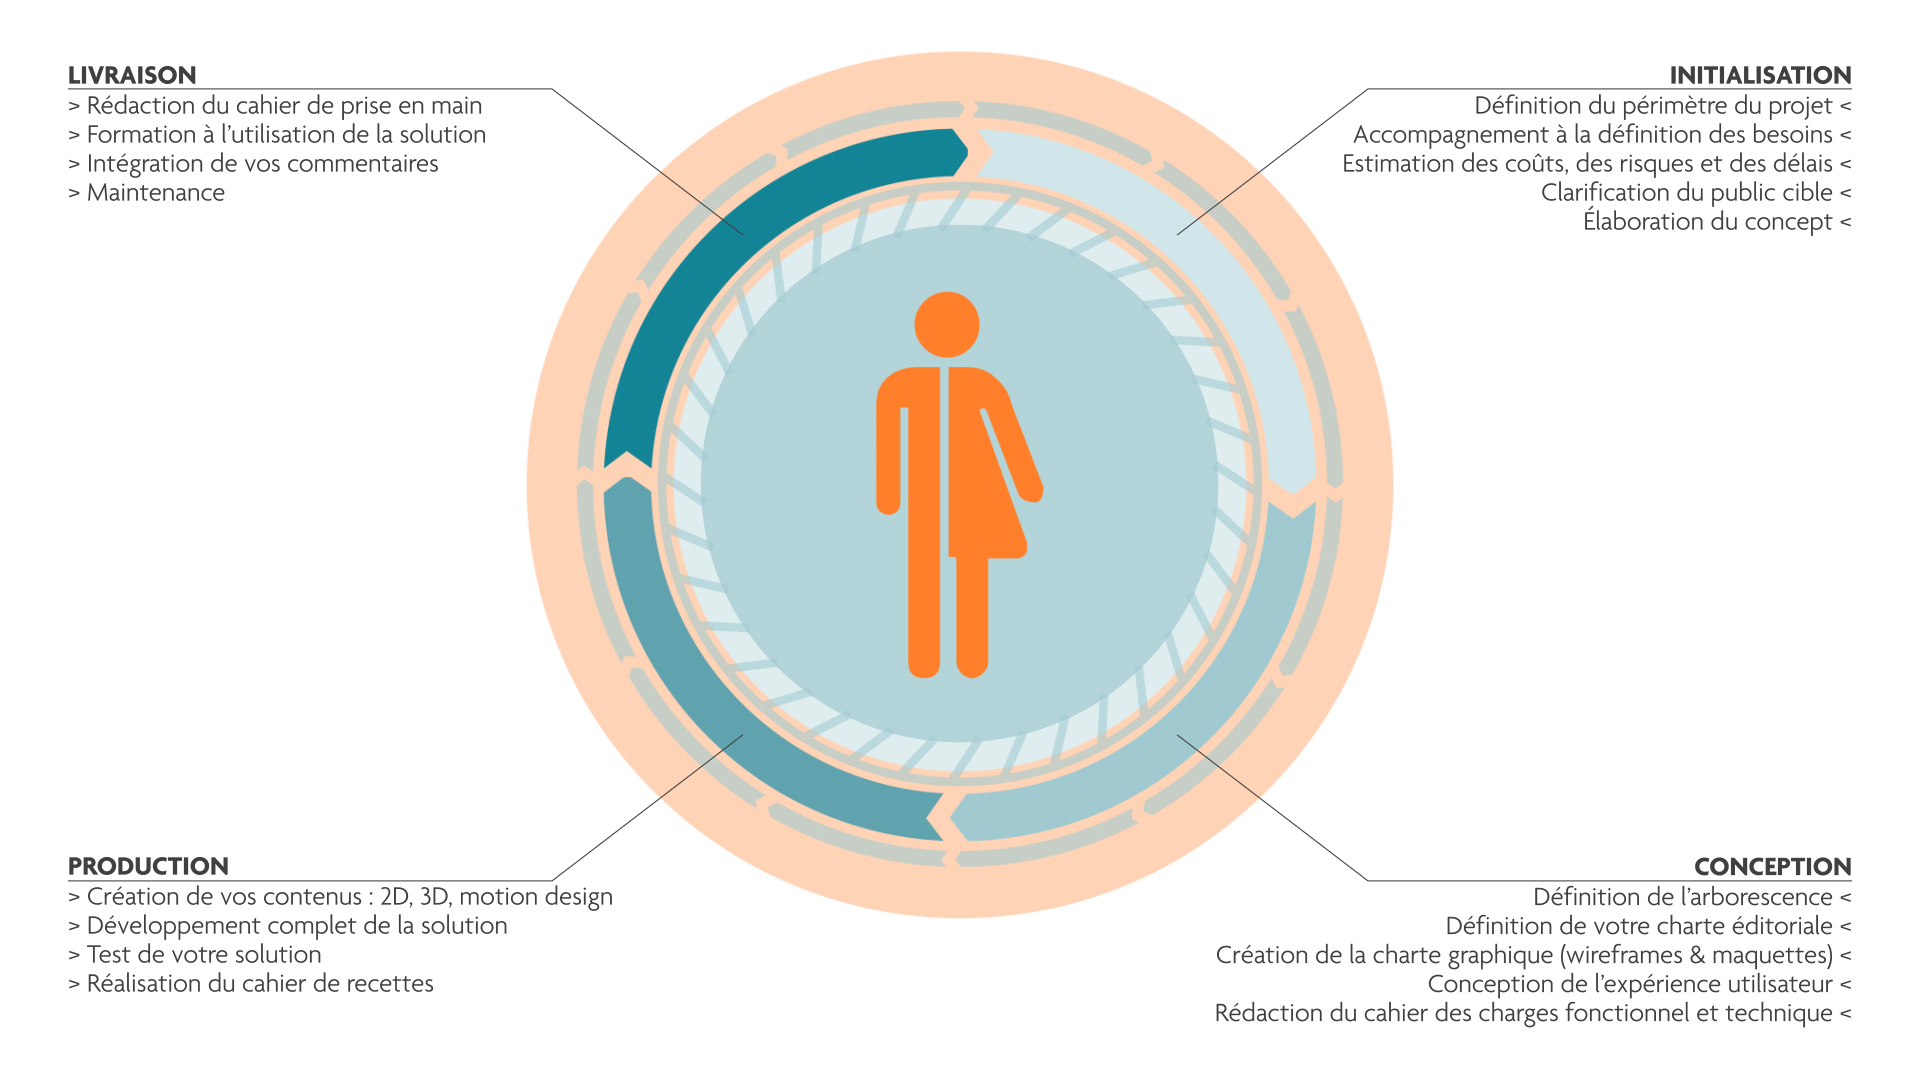 LIVRAISON
> Rédaction du cahier de prise en main
> Formation à l’utilisation de la solution
> Intégration de vos commentaires
> Maintenance
INITIALISATION
Définition du périmètre du projet <
Accompagnement à la définition des besoins <
Estimation des coûts, des risques et des délais <
Clarification du public cible <
Élaboration du concept <
PRODUCTION
> Création de vos contenus : 2D, 3D, motion design
> Développement complet de la solution
> Test de votre solution
> Réalisation du cahier de recettes
CONCEPTION
Définition de l’arborescence <
Définition de votre charte éditoriale <
Création de la charte graphique (wireframes & maquettes) <
Conception de l’expérience utilisateur <
Rédaction du cahier des charges fonctionnel et technique <